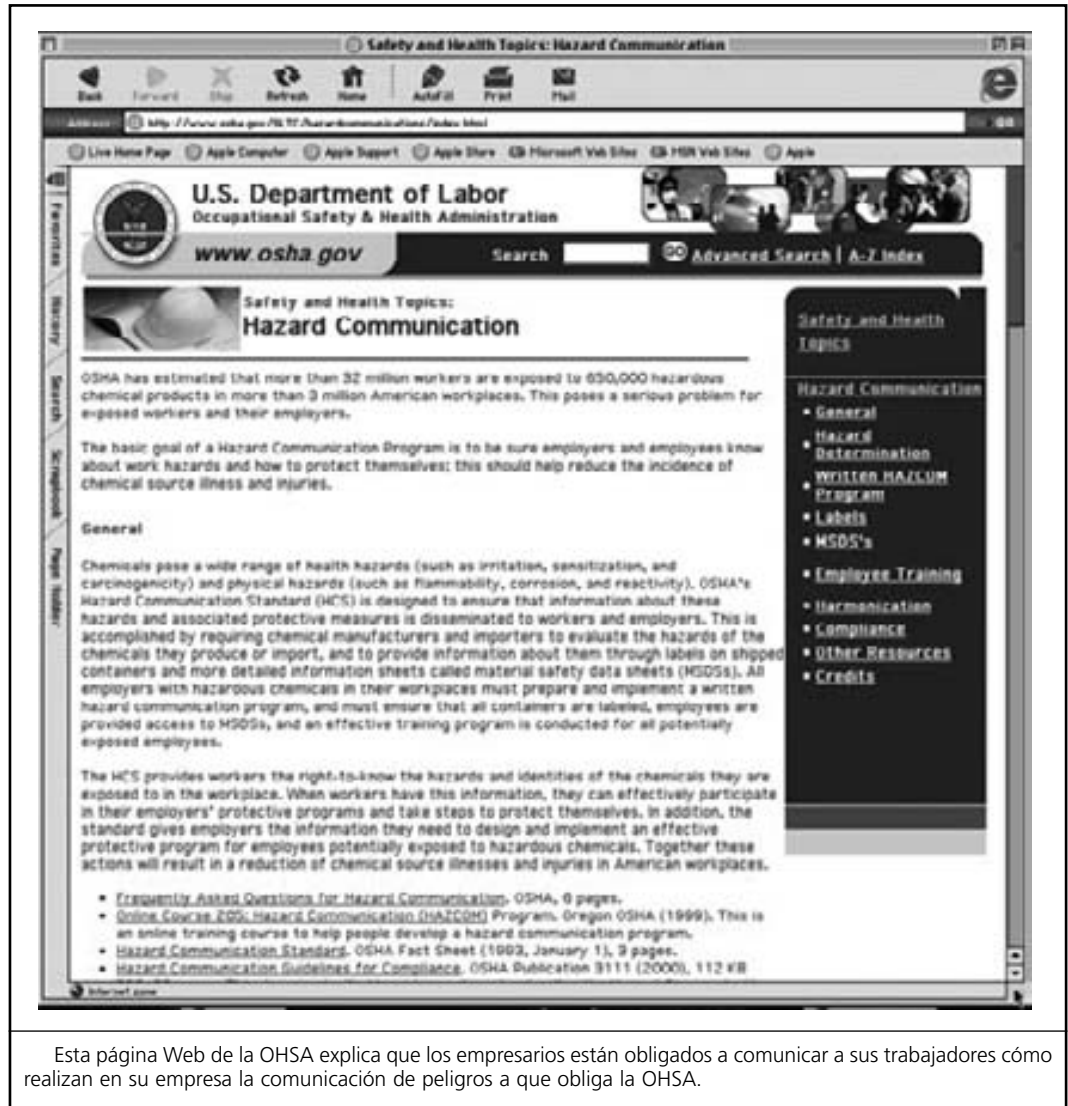 Safety and Health Topics: Hazard Communication
Back Forward Stop Refresh Home AutoFill Print Mail
Address http://www.osha.gov/SLTC/hazardcommunications/index.html GO
Live Home Page Apple Computer Apple Support Apple Store Microsoft Web Sites MSN Web Sites Apple
Favorites
History
Search
Scrapbook
Page Holder
U.S. Department of Labor
Occupational Safety & Health Administration
www.osha.gov
Search GO Advanced Search | A-Z Index
Safety and Health Topics:
Hazard Communication
OSHA has estimated that more than 32 million workers are exposed to 650,000 hazardous
chemical products in more than 3 million American workplaces. This poses a serious problem for
exposed workers and their employers.
The basic goal of a Hazard Communication Program is to be sure employers and employees know
about work hazards and how to protect themselves; this should help reduce the incidence of
chemical source illness and injuries.
General
Chemicals pose a wide range of health hazards (such as irritation, sensitization, and
carcinogenicity) and physical hazards (such as flammability, corrosion, and reactivity). OSHA's
Hazard Communication Standard (HCS) is designed to ensure that information about these
hazards and associated protective measures is disseminated to workers and employers. This is
accomplished by requiring chemical manufacturers and importers to evaluate the hazards of the
chemicals they produce or import, and to provide information about them through labels on shipped
containers and more detailed information sheets called material safety data sheets (MSDSs). All
employers with hazardous chemicals in their workplaces must prepare and implement a written
hazard communication program, and must ensure that all containers are labeled, employees are
provided access to MSDSs, and an effective training program is conducted for all potentially
exposed employees.
The HCS provides workers the right-to-know the hazards and identities of the chemicals they are
exposed to in the workplace. When workers have this information, they can effectively participate
in their employers' protective programs and take steps to protect themselves. In addition, the
standard gives employers the information they need to design and implement an effective
protective program for employees potentially exposed to hazardous chemicals. Together these
actions will result in a reduction of chemical source illnesses and injuries in American workplaces.
• Frequently Asked Questions for Hazard Communication. OSHA, 6 pages.
• Online Course 205: Hazard Communication (HAZCOM) Program. Oregon OSHA (1999). This is
an online training course to help people develop a hazard communication program.
• Hazard Communication Standard. OSHA Fact Sheet (1993, January 1), 3 pages.
• Hazard Communication Guidelines for Compliance. OSHA Publication 3111 (2000), 112 KB
Safety and Health
Topics
Hazard Communication
• General
• Hazard
Determination
• Written HAZCOM
Program
• Labels
• MSDS's
• Employee Training
• Harmonication
• Compliance
• Other Resources
• Credits
Internet zone
Esta página Web de la OHSA explica que los empresarios están obligados a comunicar a sus trabajadores cómo
realizan en su empresa la comunicación de peligros a que obliga la OHSA.